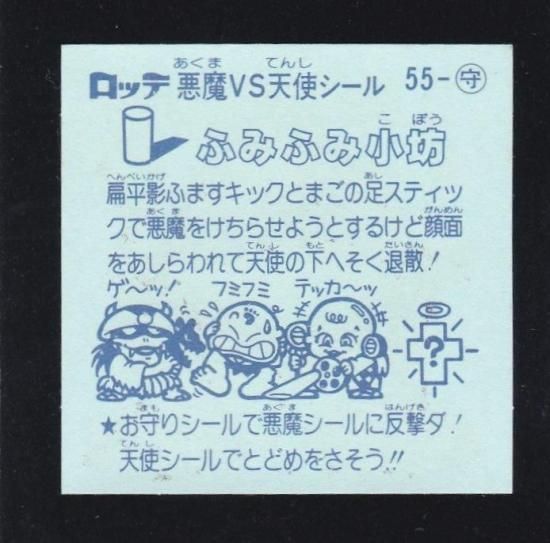 ロッテ 悪魔VS天使シール 55-守
ふみふみ小坊
扁平影ふますキックとまごの足スティッ
クで悪魔をけちらせようとするけど顔面
をあしらわれて天使の下へそく退散!
ゲ〜ッ! フミフミ テッカ〜ッ
?
★お守りシールで悪魔シールに反撃ダ!
天使シールでとどめをさそう!!